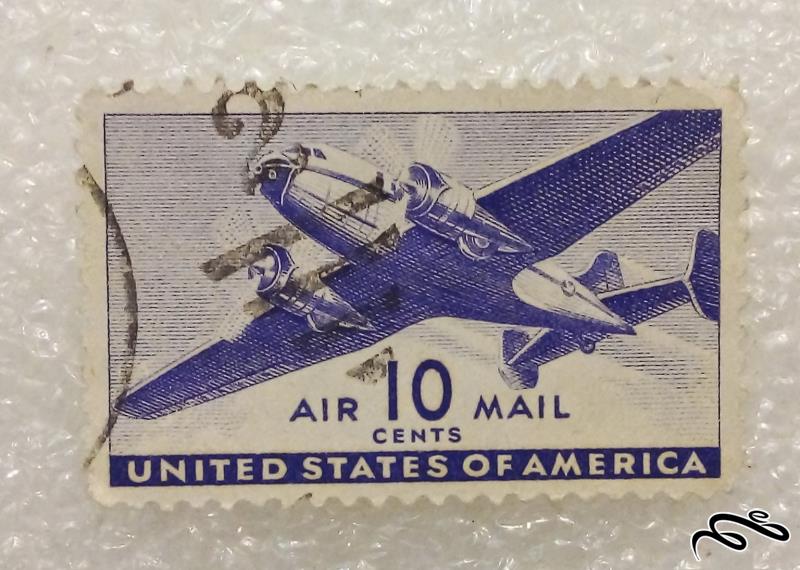 AIR 10 MAIL
CENTS
UNITED STATES OF AMERICA